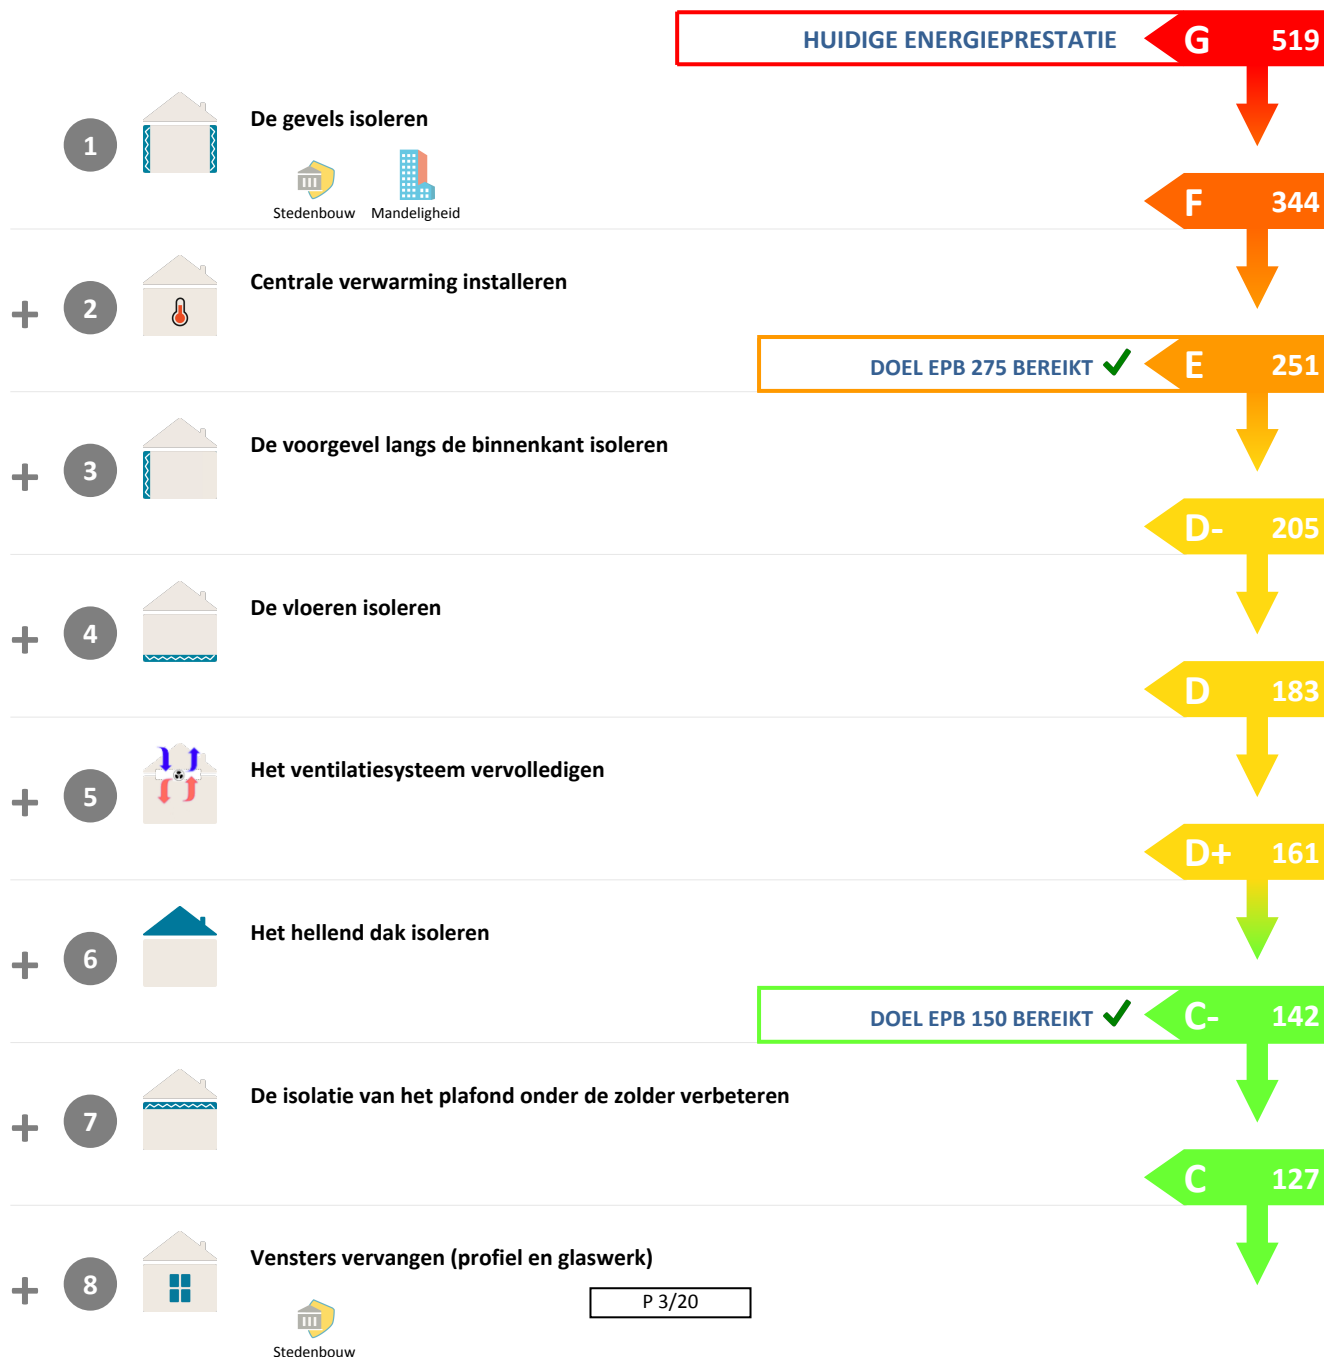 HUIDIGE ENERGIEPRESTATIE G 519
1 De gevels isoleren
Stedenbouw Mandeligheid
F 344
+ 2 Centrale verwarming installeren
DOEL EPB 275 BEREIKT E 251
+ 3 De voorgevel langs de binnenkant isoleren
D- 205
+ 4 De vloeren isoleren
D 183
+ 5 Het ventilatiesysteem vervolledigen
D+ 161
+ 6 Het hellend dak isoleren
DOEL EPB 150 BEREIKT C- 142
+ 7 De isolatie van het plafond onder de zolder verbeteren
C 127
+ 8 Vensters vervangen (profiel en glaswerk)
P 3/20
Stedenbouw